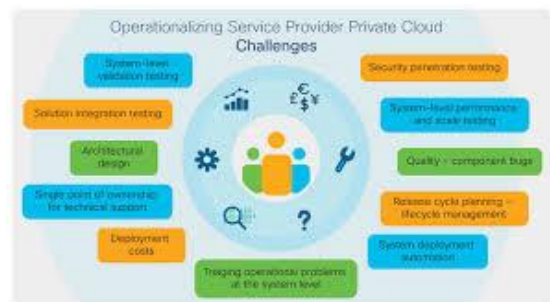 Operationalizing Service Provider Private Cloud
Challenges
System-level
validation testing
Security penetration testing
£ € $ ¥
Solution integration testing
System-level performance
and scale testing
Architectural
design
Quality – component bugs
Single point of ownership
for technical support
Release cycle planning –
lifecycle management
?
Deployment
costs
System deployment
automation
Triaging operational problems
at the system level